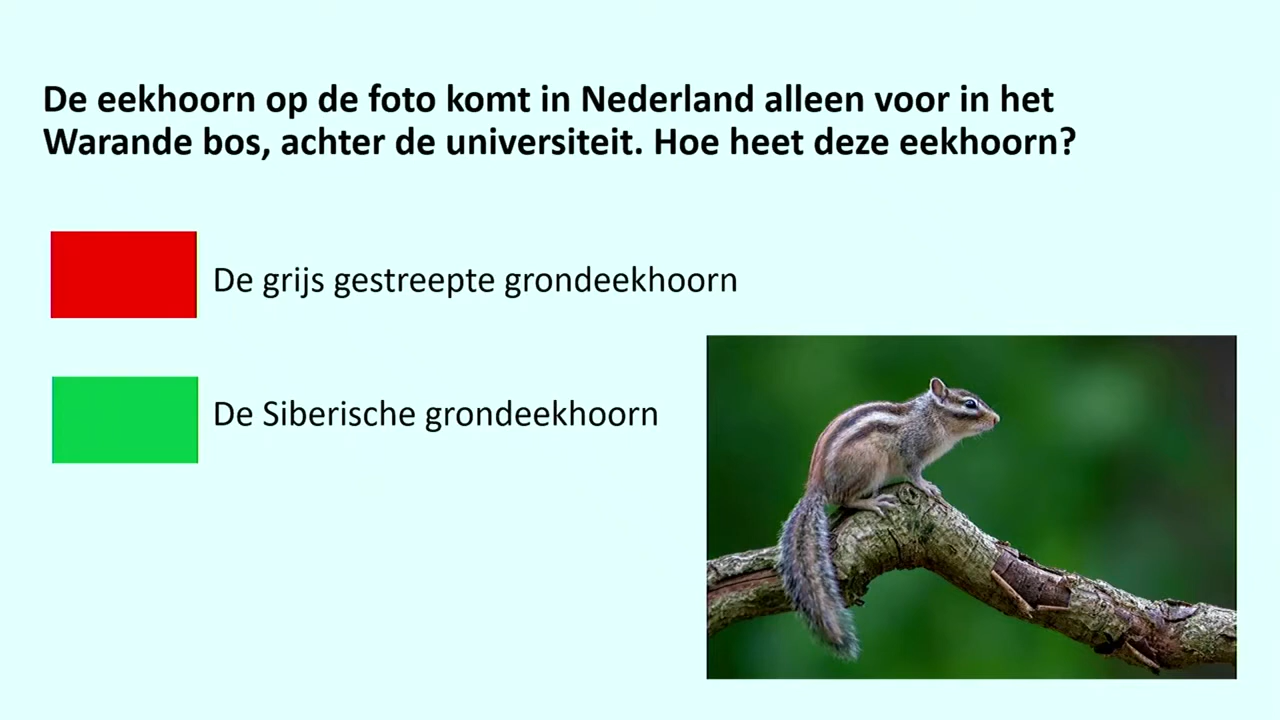 De eekhoorn op de foto komt in Nederland alleen voor in het
Warande bos, achter de universiteit. Hoe heet deze eekhoorn?
De grijs gestreepte grondeekhoorn
De Siberische grondeekhoorn